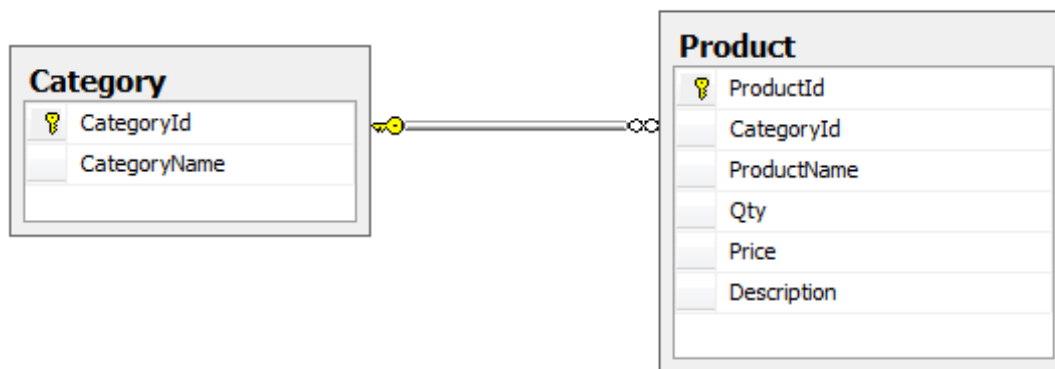 Category
CategoryId
CategoryName
Product
ProductId
CategoryId
ProductName
Qty
Price
Description